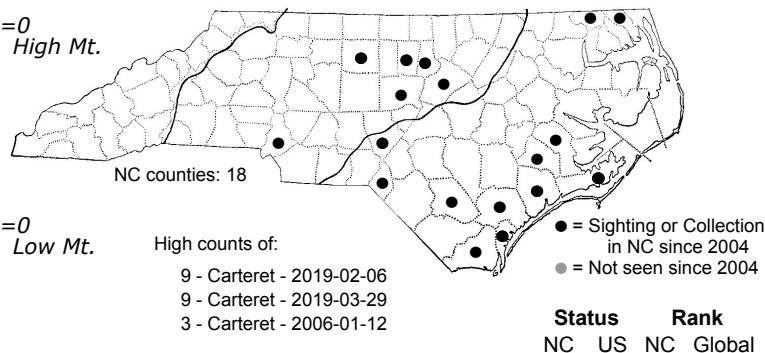 =0
High Mt.
NC counties: 18
=0
Low Mt.
High counts of:
9 - Carteret - 2019-02-06
9 - Carteret - 2019-03-29
3 - Carteret - 2006-01-12
● = Sighting or Collection
in NC since 2004
● = Not seen since 2004
Status Rank
NC US NC Global